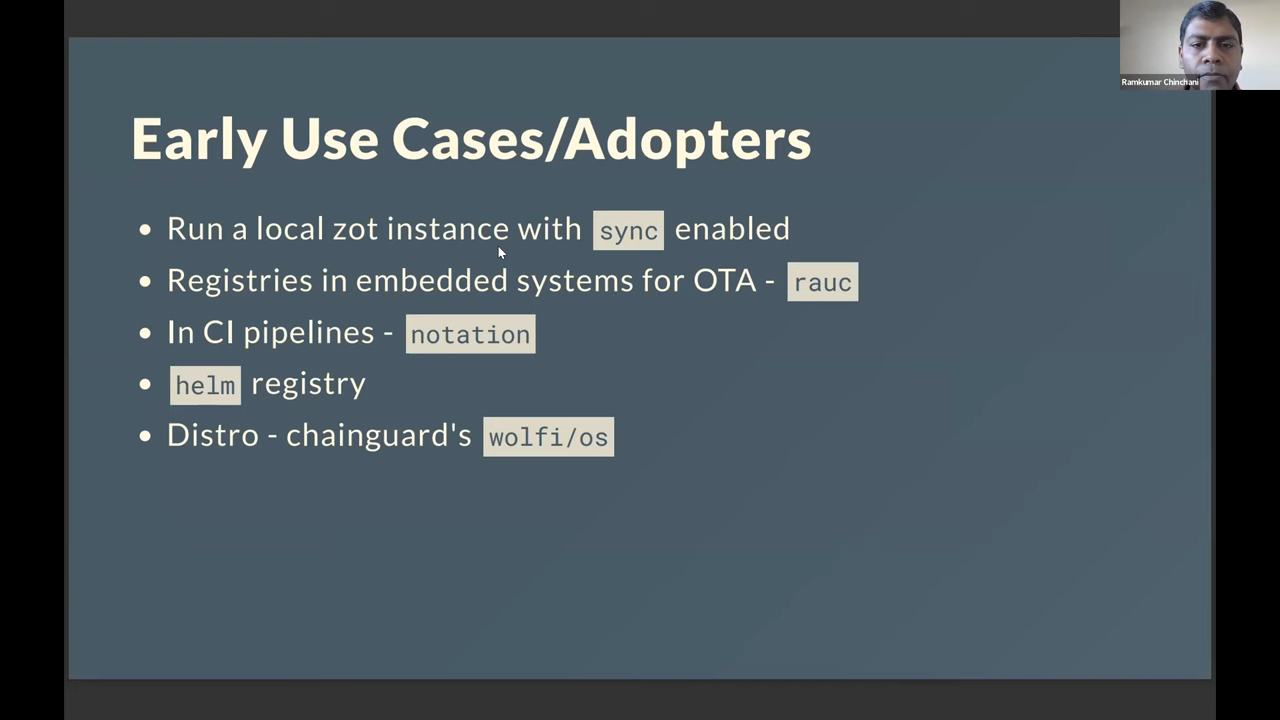 Ramkumar Chinchani
Early Use Cases/Adopters
Run a local zot instance with sync enabled
Registries in embedded systems for OTA - rauc
In CI pipelines - notation
helm registry
Distro - chainguard's wolfi/os